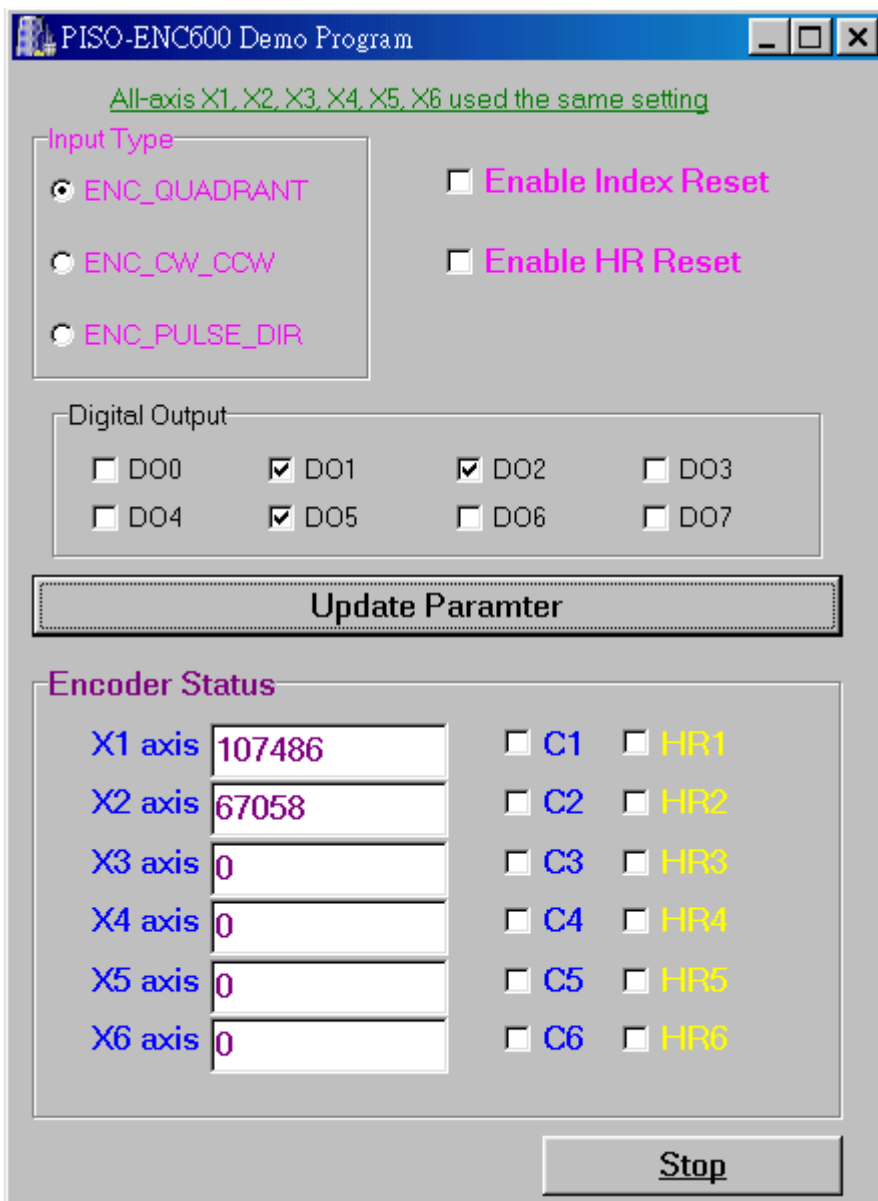 PISO-ENC600 Demo Program
All-axis X1, X2, X3, X4, X5, X6 used the same setting
Input Type
ENC_QUADRANT
Enable Index Reset
ENC_CW_CCW
Enable HR Reset
ENC_PULSE_DIR
Digital Output
DO0 DO1 DO2 DO3
DO4 DO5 DO6 DO7
Update Paramter
Encoder Status
X1 axis 107486 C1 HR1
X2 axis 67058 C2 HR2
X3 axis 0 C3 HR3
X4 axis 0 C4 HR4
X5 axis 0 C5 HR5
X6 axis 0 C6 HR6
Stop